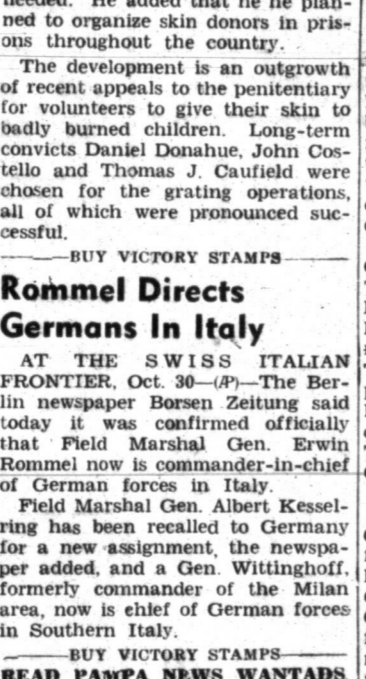 needed. He added that he he plan-
ned to organize skin donors in pris-
ons throughout the country.
The development is an outgrowth
of recent appeals to the penitentiary
for volunteers to give their skin to
badly burned children. Long-term
convicts Daniel Donahue, John Cos-
tello and Thomas J. Caufield were
chosen for the grating operations,
all of which were pronounced suc-
cessful.
BUY VICTORY STAMPS
Rommel Directs
Germans In Italy
AT THE SWISS ITALIAN
FRONTIER, Oct. 30—(AP)—The Ber-
lin newspaper Borsen Zeitung said
today it was confirmed officially
that Field Marshal Gen. Erwin
Rommel now is commander-in-chief
of German forces in Italy.
Field Marshal Gen. Albert Kessel-
ring has been recalled to Germany
for a new assignment, the newspa-
per added, and a Gen. Wittinghoff,
formerly commander of the Milan
area, now is chief of German forces
in Southern Italy.
BUY VICTORY STAMPS
READ PAMPA NEWS WANTADS